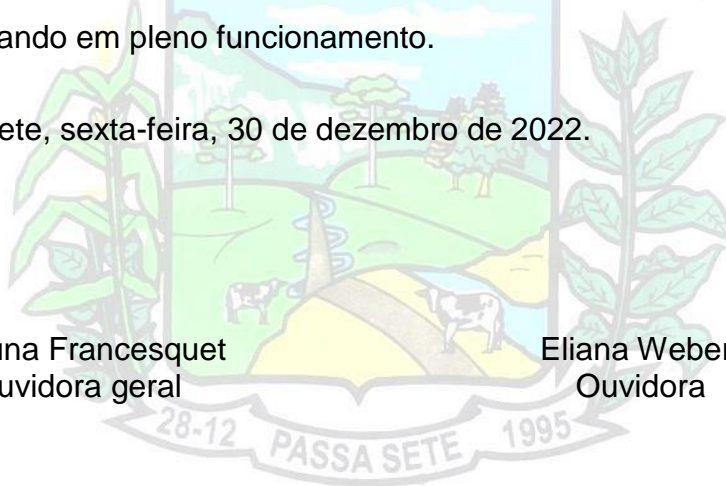 ando em pleno funcionamento.
ete, sexta-feira, 30 de dezembro de 2022.
una Francesquet
uvidora geral
Eliana Weber
Ouvidora
28-12 PASSA SETE 1995